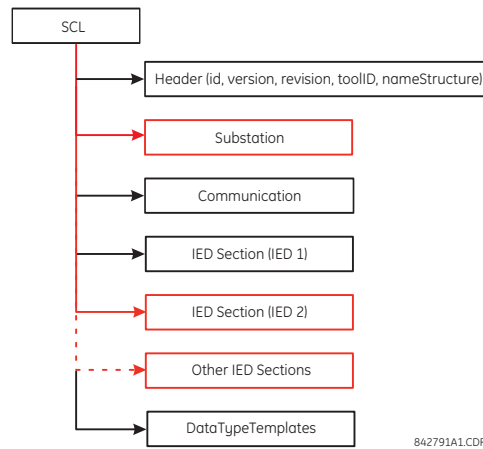 SCL
Header (id, version, revision, toolID, nameStructure)
Substation
Communication
IED Section (IED 1)
IED Section (IED 2)
Other IED Sections
DataTypeTemplates
842791A1.CDR